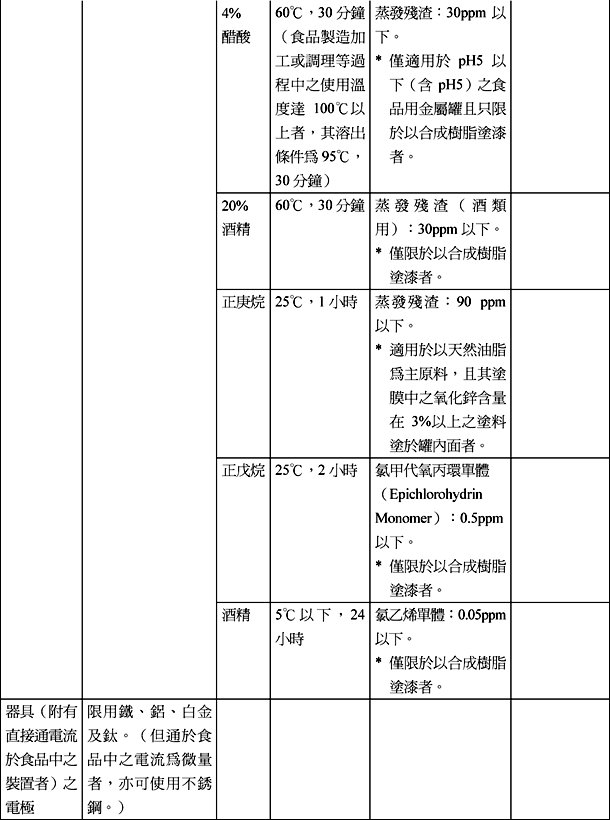 4%
醋酸
60℃，30 分鐘
（食品製造加
工或調理等過
程中之使用溫
度達 100℃以
上者，其溶出
條件為95℃，
30 分鐘）
蒸發殘渣：30ppm 以
下。
* 僅適用於 pH5 以
下（含 pH5）之食
品用金屬罐且只限
於以合成樹脂塗漆
者。
20%
酒精
60℃，30 分鐘
蒸發殘渣（酒類
用）：30ppm 以下。
* 僅限於以合成樹脂
塗漆者。
正庚烷
25℃，1 小時
蒸發殘渣：90 ppm
以下。
* 適用於以天然油脂
為主原料，且其塗
膜中之氧化鋅含量
在 3%以上之塗料
塗於罐內面者。
正戊烷
25℃，2 小時
氯甲代氧丙環單體
（Epichlorohydrin
Monomer）：0.5ppm
以下。
* 僅限於以合成樹脂
塗漆者。
酒精
5℃以下，24
小時
氯乙烯單體：0.05ppm
以下。
* 僅限於以合成樹脂
塗漆者。
器具（附有
直接通電流
於食品中之
裝置者）之
電極
限用鐵、鋁、白金
及鈦。（但通於食
品中之電流為微量
者，亦可使用不銹
鋼。）